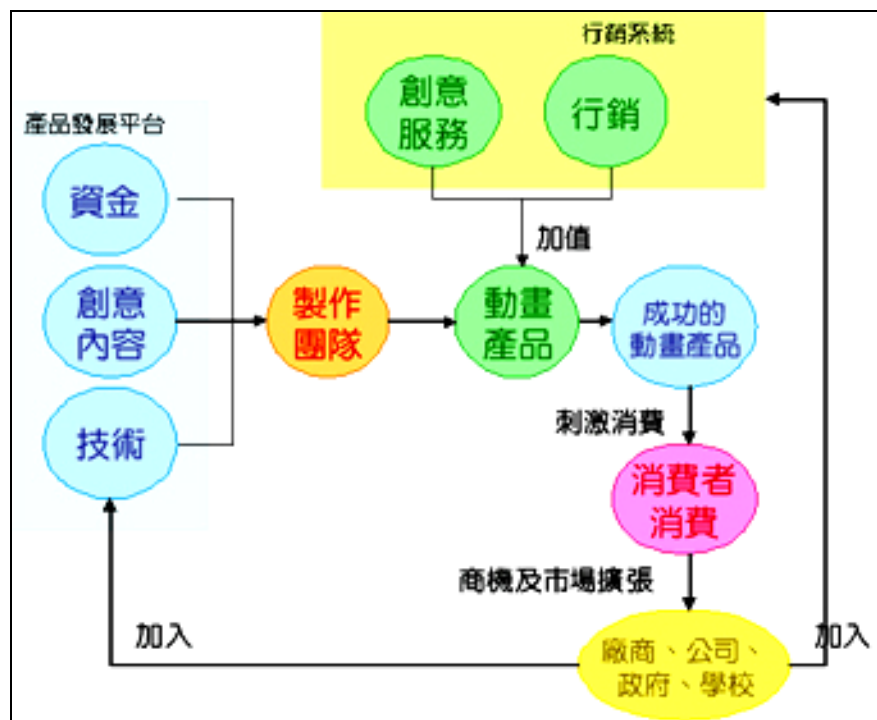 行銷系統
創意
服務
行銷
產品發展平台
資金
創意
內容
技術
加值
製作
團隊
動畫
產品
成功的
動畫產品
刺激消費
消費者
消費
商機及市場擴張
廠商、公司、
政府、學校
加入
加入